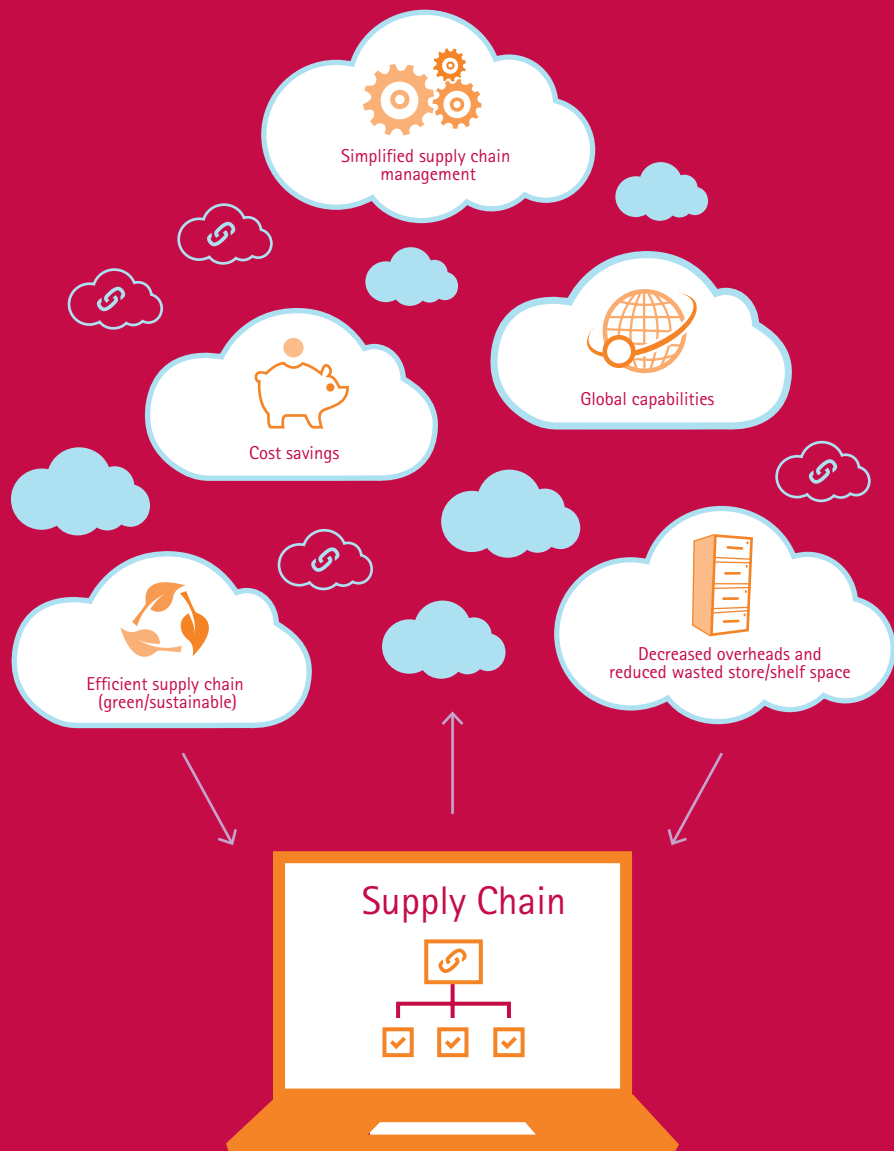 Simplified supply chain
management
Global capabilities
Cost savings
Decreased overheads and
reduced wasted store/shelf space
Efficient supply chain
(green/sustainable)
Supply Chain